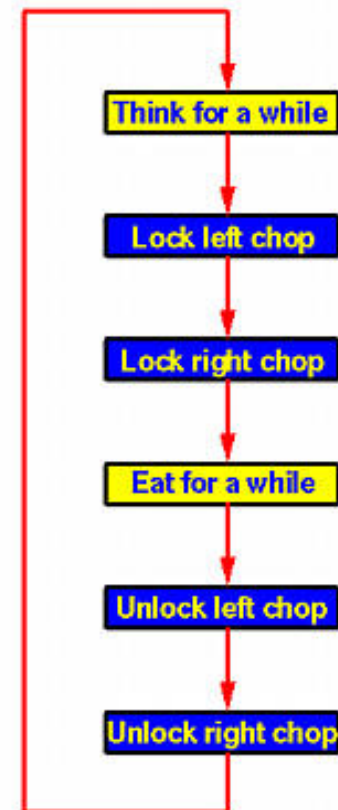 Think for a while
Lock left chop
Lock right chop
Eat for a while
Unlock left chop
Unlock right chop